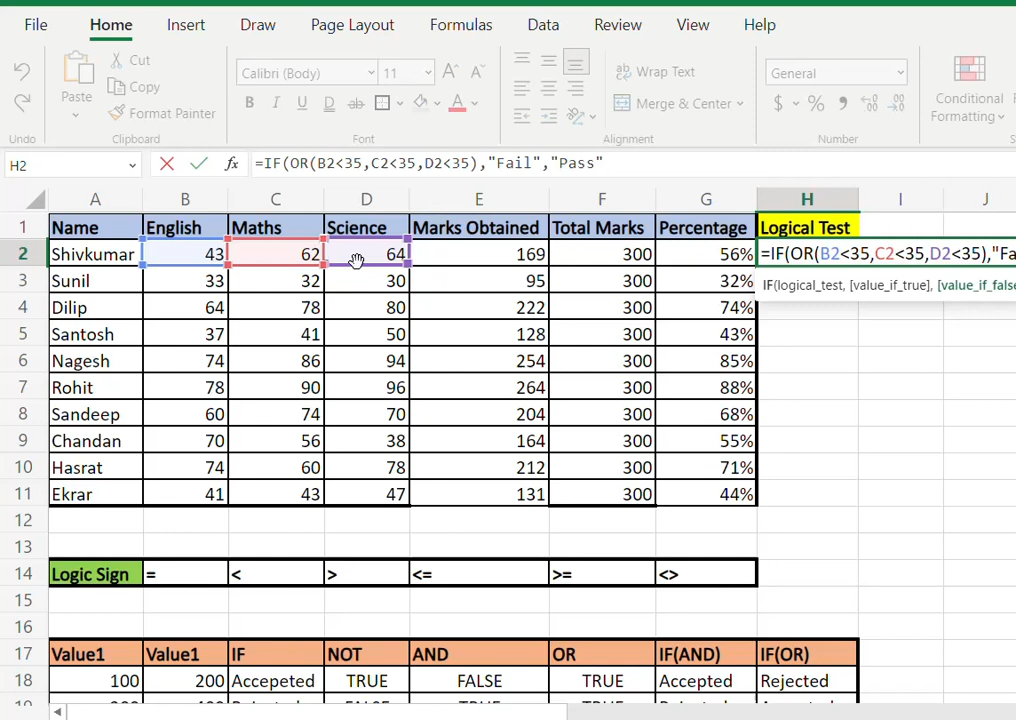 File Home Insert Draw Page Layout Formulas Data Review View Help
Cut
Copy
Paste
Format Painter
Calibri (Body) 11 A A
B I U D ab A
Wrap Text
Merge & Center
General
$ % 9
Conditional
Formatting
Undo Clipboard Font Alignment Number
H2 fx =IF(OR(B2<35,C2<35,D2<35),"Fail","Pass"
A B C D E F G H I J
1 Name English Maths Science Marks Obtained Total Marks Percentage Logical Test
2 Shivkumar 43 62 64 169 300 56% =IF(OR(B2<35,C2<35,D2<35),"Fa
IF(logical_test, [value_if_true], [value_if_false
3 Sunil 33 32 30 95 300 32%
4 Dilip 64 78 80 222 300 74%
5 Santosh 37 41 50 128 300 43%
6 Nagesh 74 86 94 254 300 85%
7 Rohit 78 90 96 264 300 88%
8 Sandeep 60 74 70 204 300 68%
9 Chandan 70 56 38 164 300 55%
10 Hasrat 74 60 78 212 300 71%
11 Ekrar 41 43 47 131 300 44%
12
13
14 Logic Sign = < > <= >= <>
15
16
17 Value1 Value1 IF NOT AND OR IF(AND) IF(OR)
18 100 200 Accepeted TRUE FALSE TRUE Accepted Rejected